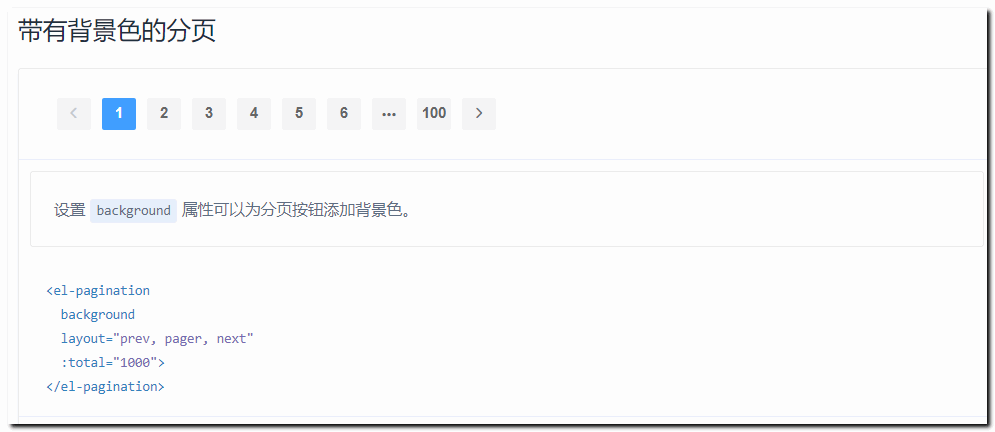 带有背景色的分页
1 2 3 4 5 6 ••• 100
设置 background 属性可以为分页按钮添加背景色。
<el-pagination
  background
  layout="prev, pager, next"
  :total="1000">
</el-pagination>